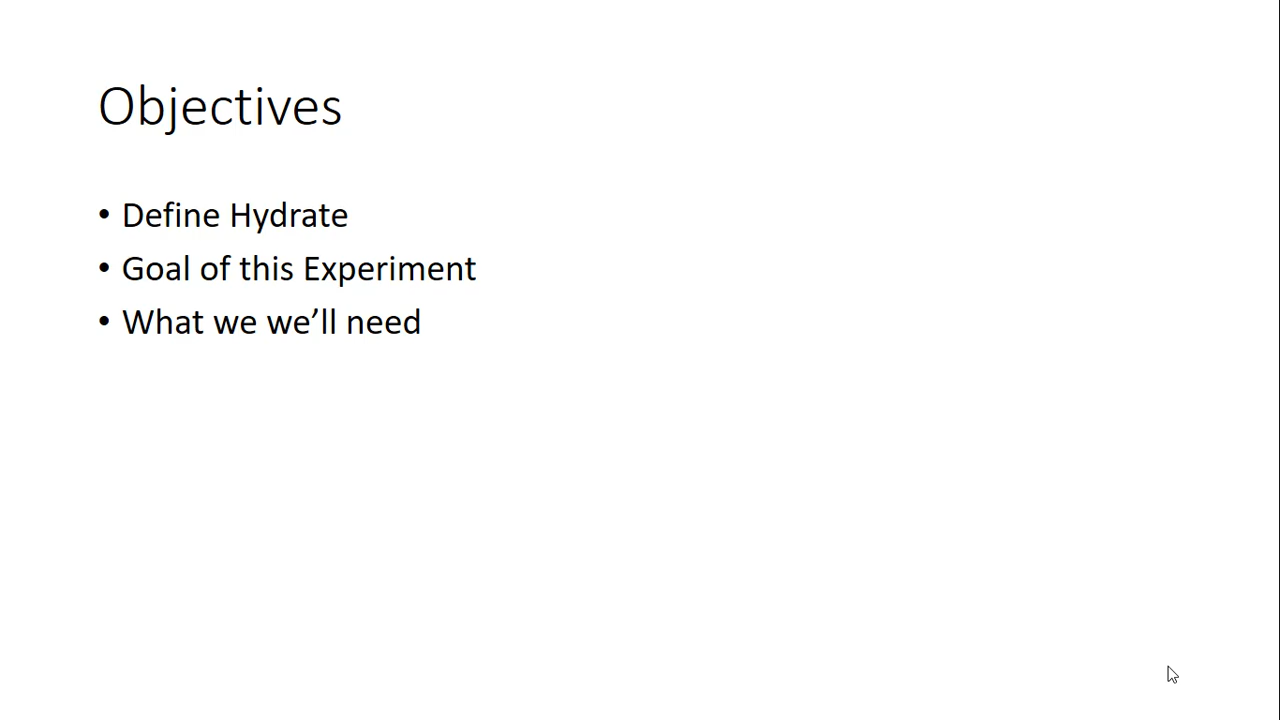 Objectives
• Define Hydrate
• Goal of this Experiment
• What we we’ll need